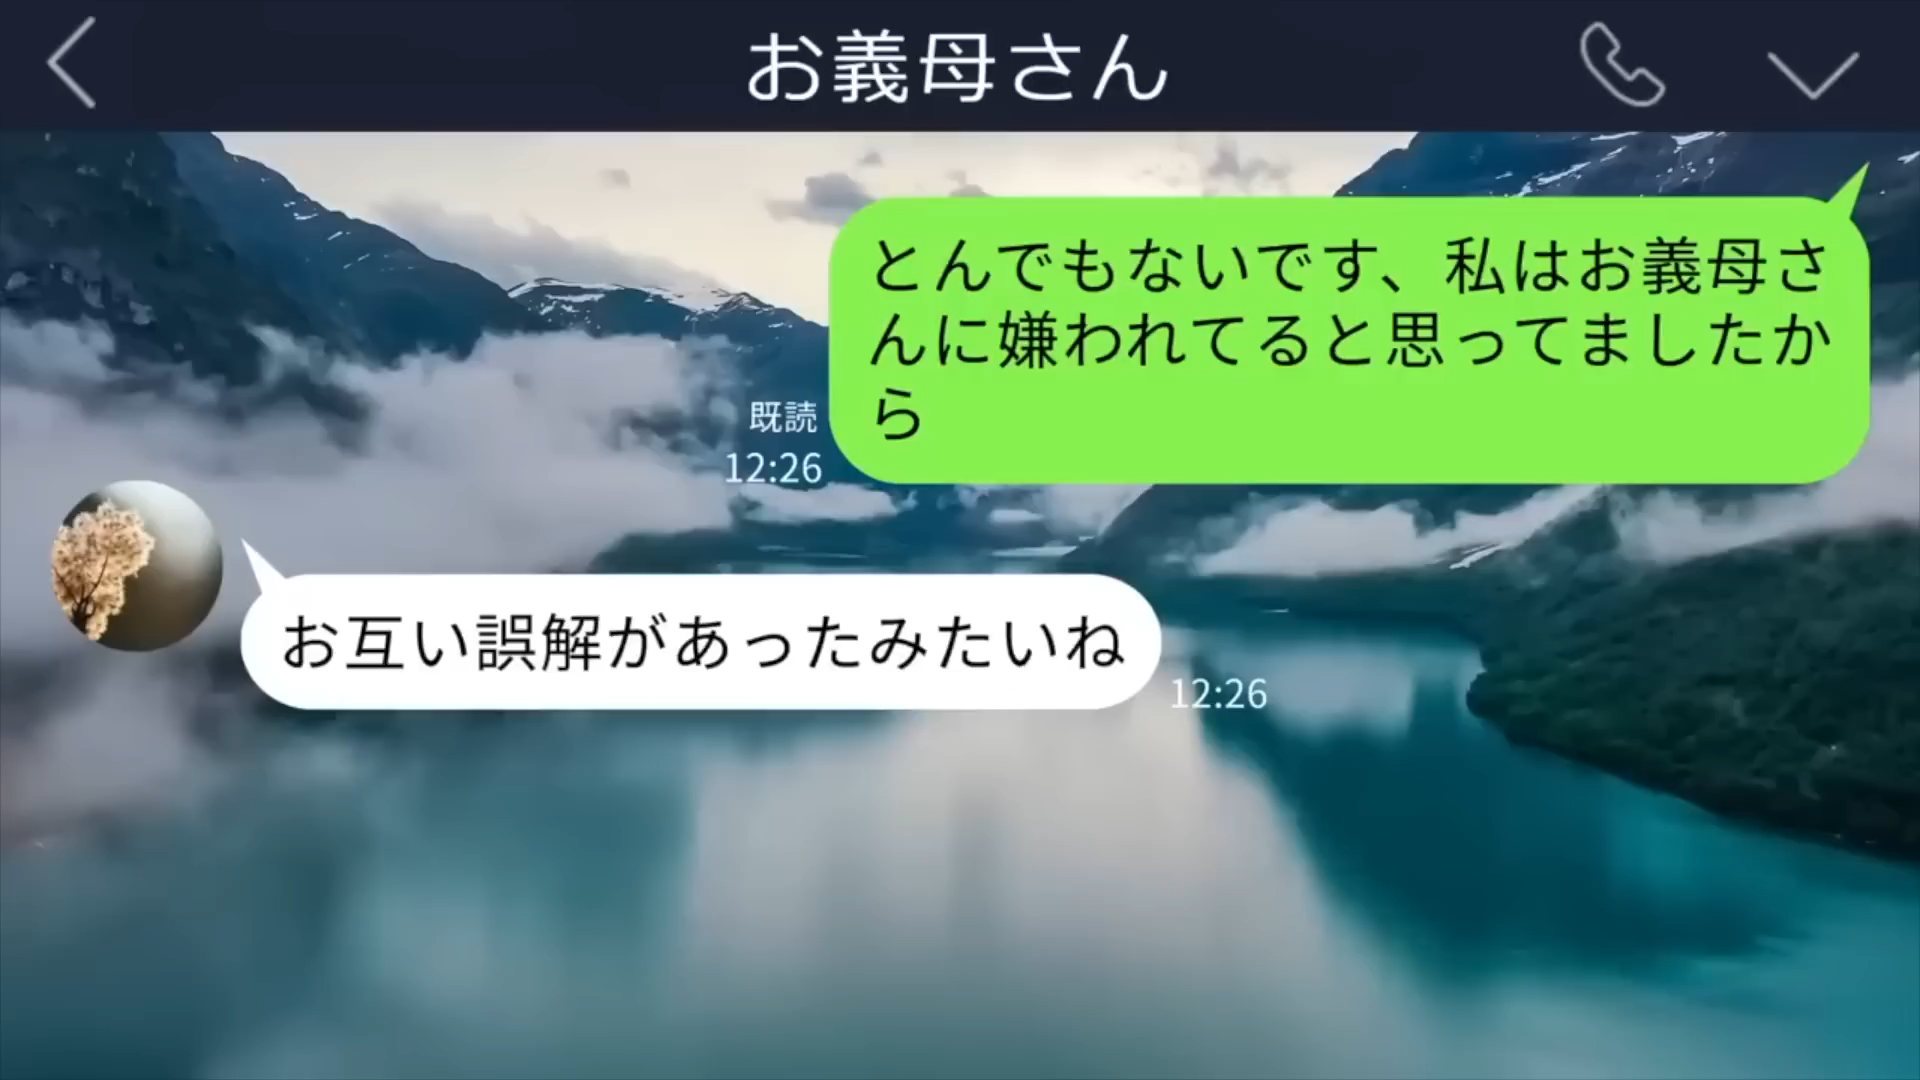 お義母さん
とんでもないです、私はお義母さ
んに嫌われてると思ってましたか
ら
既読
12:26
お互い誤解があったみたいね
12:26